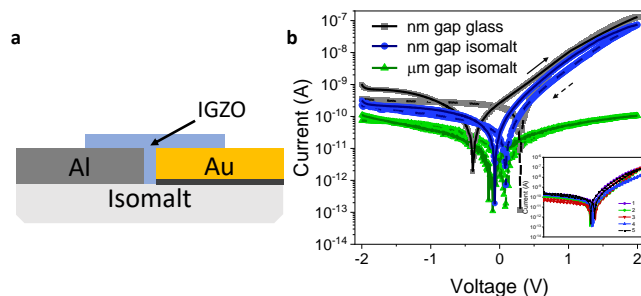 a
IGZO
Al
Au
Isomalt
b
nm gap glass
nm gap isomalt
μm gap isomalt
Current (A)
10⁻⁷
10⁻⁸
10⁻⁹
10⁻¹⁰
10⁻¹¹
10⁻¹²
10⁻¹³
10⁻¹⁴
-2
-1
0
1
2
Voltage (V)
1
2
3
4
5